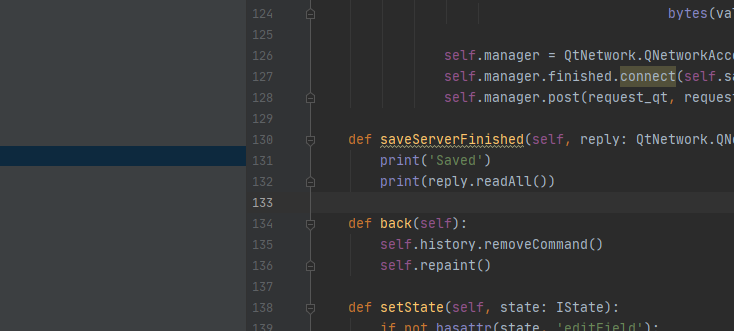 124 bytes(va
125
126 self.manager = QtNetwork.QNetworkAcc
127 self.manager.finished.connect(self.sa
128 self.manager.post(request_qt, reques
129
130 def saveServerFinished(self, reply: QtNetwork.QNe
131 print('Saved')
132 print(reply.readAll())
133
134 def back(self):
135 self.history.removeCommand()
136 self.repaint()
137
138 def setState(self, state: IState):
139 if not hasattr(state, 'editField'):